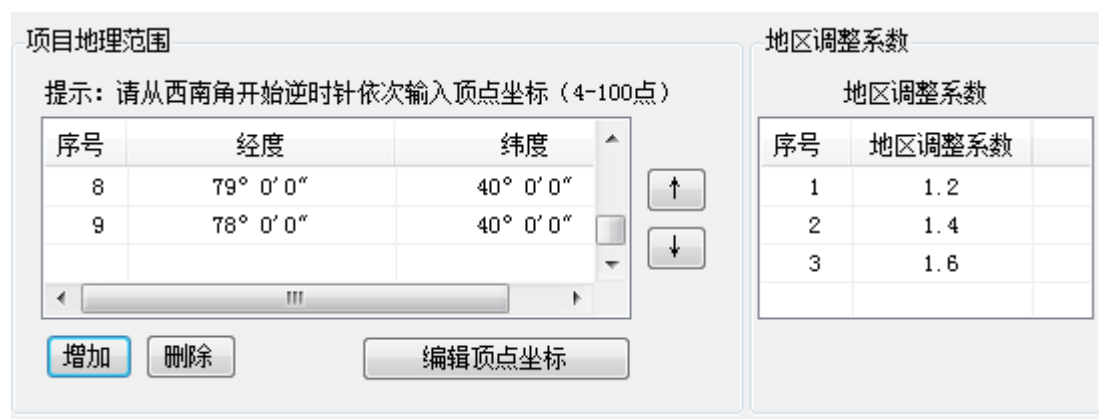 项目地理范围
提示：请从西南角开始逆时针依次输入顶点坐标（4-100点）
序号 经度 纬度
8 79° 0′0″ 40° 0′0″
9 78° 0′0″ 40° 0′0″
↑
↓
增加 删除 编辑顶点坐标
地区调整系数
地区调整系数
序号 地区调整系数
1 1.2
2 1.4
3 1.6